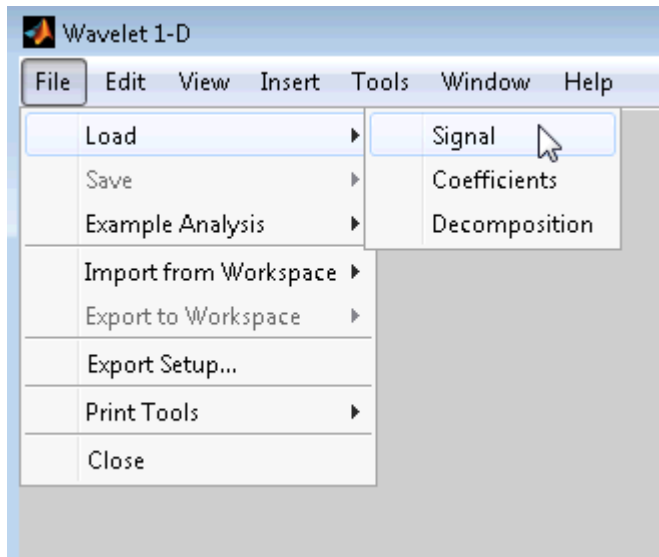 Wavelet 1-D
File Edit View Insert Tools Window Help
Load
Save
Example Analysis
Import from Workspace
Export to Workspace
Export Setup...
Print Tools
Close
Signal
Coefficients
Decomposition